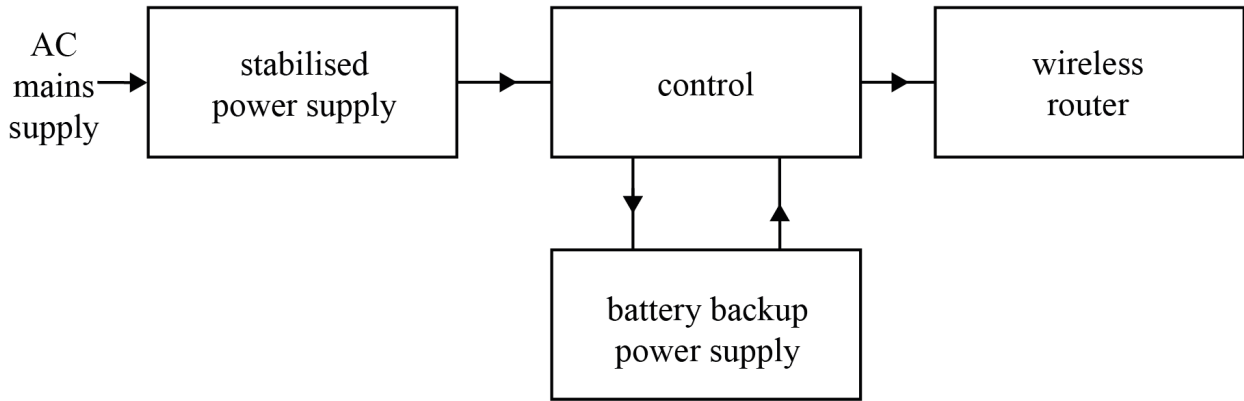 AC
mains
supply
stabilised
power supply
control
wireless
router
battery backup
power supply